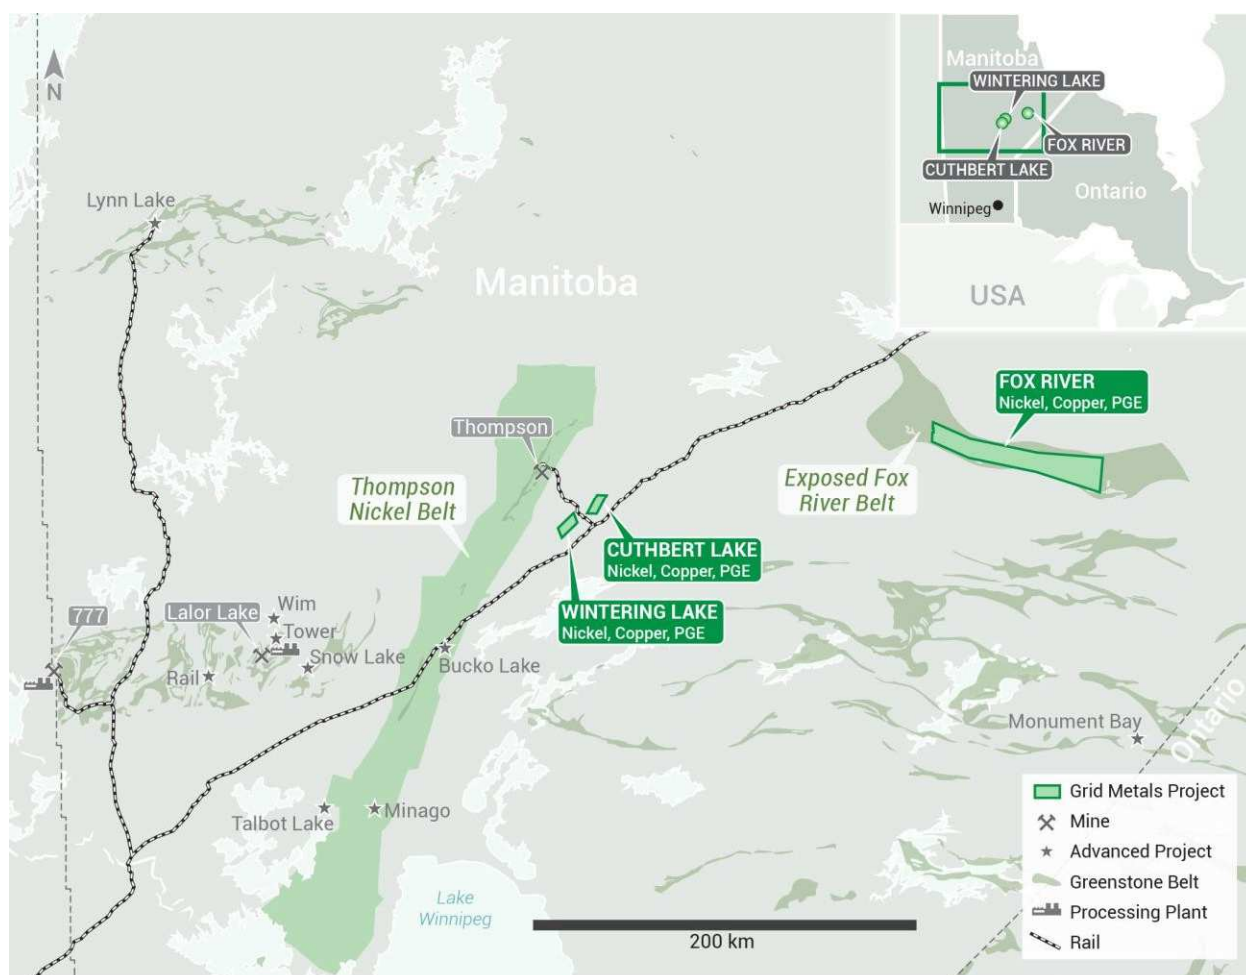 N
Lynn Lake
Manitoba
Manitoba
WINTERING LAKE
FOX RIVER
CUTHBERT LAKE
Ontario
Winnipeg
USA
FOX RIVER
Nickel, Copper, PGE
Thompson
Thompson
Nickel Belt
Exposed Fox
River Belt
CUTHBERT LAKE
Nickel, Copper, PGE
WINTERING LAKE
Nickel, Copper, PGE
777
Lalor Lake
Wim
Tower
Snow Lake
Rail
Bucko Lake
Monument Bay
Ontario
Talbot Lake
Minago
Lake
Winnipeg
200 km
Grid Metals Project
Mine
Advanced Project
Greenstone Belt
Processing Plant
Rail